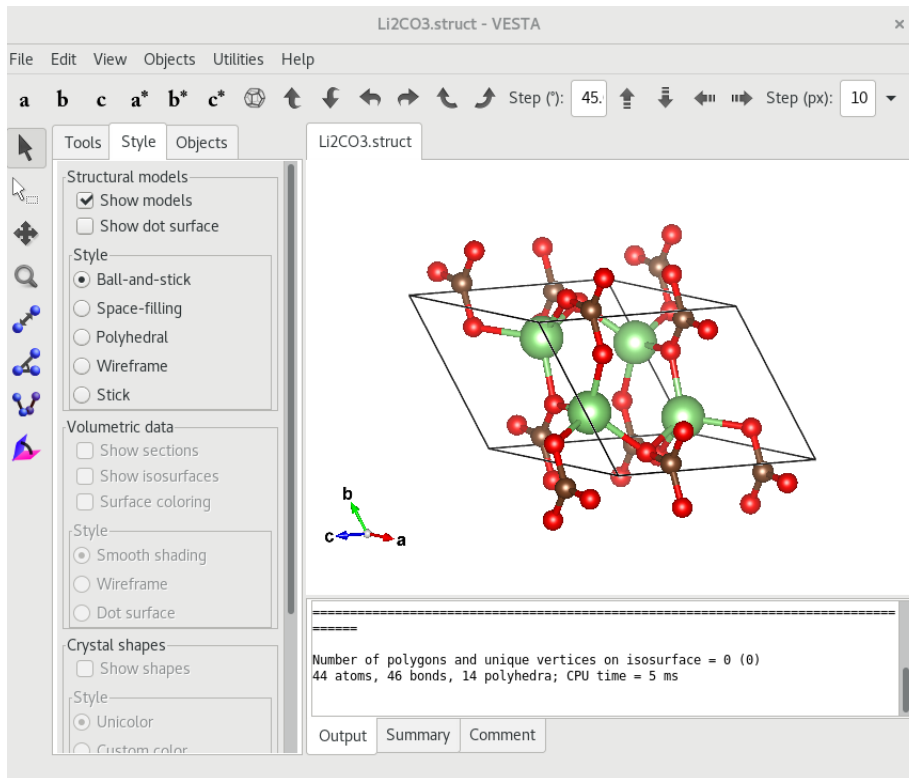 Li2CO3.struct - VESTA ×
File Edit View Objects Utilities Help
a b c a* b* c* Step (°): 45. Step (px): 10
Tools Style Objects
Li2CO3.struct
Structural models
Show models
Show dot surface
Style
Ball-and-stick
Space-filling
Polyhedral
Wireframe
Stick
Volumetric data
Show sections
Show isosurfaces
Surface coloring
Style
Smooth shading
Wireframe
Dot surface
Crystal shapes
Show shapes
Style
Unicolor
Custom color
b
c
a
Number of polygons and unique vertices on isosurface = 0 (0)
44 atoms, 46 bonds, 14 polyhedra; CPU time = 5 ms
Output Summary Comment